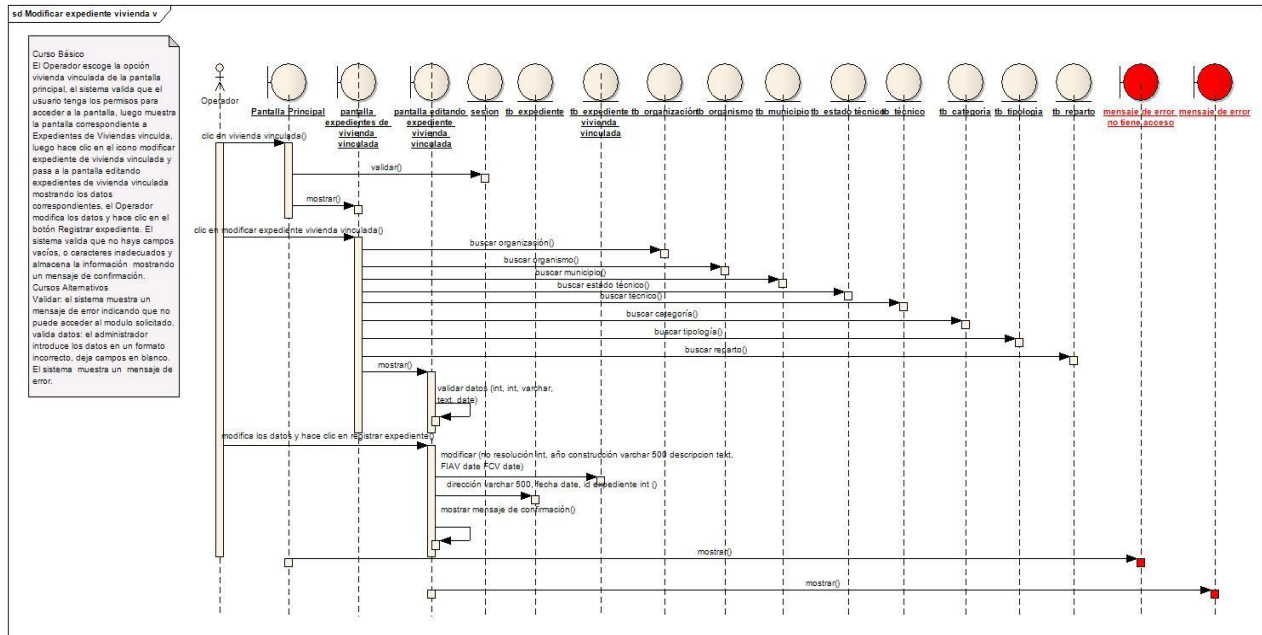 sd Modificar expediente vivienda v
Curso Básico
El Operador escoge la opción
vivienda vinculada de la pantalla
principal, el sistema valida que el
usuario tenga los permisos para
acceder a la pantalla, luego muestra
la pantalla correspondiente a
Expedientes de Viviendas vinculda,
luego hace clic en el icono modificar
expediente de vivienda vinculada y
pasa a la pantalla editando
expedientes de vivienda vinculada
mostrando los datos
correspondientes, el Operador
modifica los datos y hace clic en el
botón Registrar expediente. El
sistema valida que no haya campos
vacíos, o caracteres inadecuados y
almacena la información mostrando
un mensaje de confirmación.
Cursos Alternativos
Validar: el sistema muestra un
mensaje de error indicando que no
puede acceder al modulo solicitado.
valida datos: el administrador
introduce los datos en un formato
incorrecto, deja campos en blanco.
El sistema muestra un mensaje de
error.
Operador
Pantalla Principal
pantalla
expedientes de
vivienda
vinculada
pantalla editando
expediente
vivienda
vinculada
sesion
tb_expediente
tb_expediente
vivienda
vinculada
tb_organización
tb_organismo
tb_municipio
tb_estado técnico
tb_técnico
tb_categoría
tb_tipologia
tb_reparto
mensaje de error
no tiene acceso
mensaje de error
clic en vivienda vinculada()
validar()
mostrar()
clic en modificar expediente vivienda vinculada()
buscar organización()
buscar organismo()
buscar municipio()
buscar estado técnico()
buscar técnico()
buscar categoría()
buscar tipología()
buscar reparto()
mostrar()
validar datos (int, int, varchar,
text, date)
modifica los datos y hace clic en registrar expediente()
modificar (no resolución int, año construcción varchar 500 descripcion text,
FIAV date FCV date)
dirección varchar 500, fecha date, id expediente int ()
mostrar mensaje de confirmación()
mostrar()
mostrar()